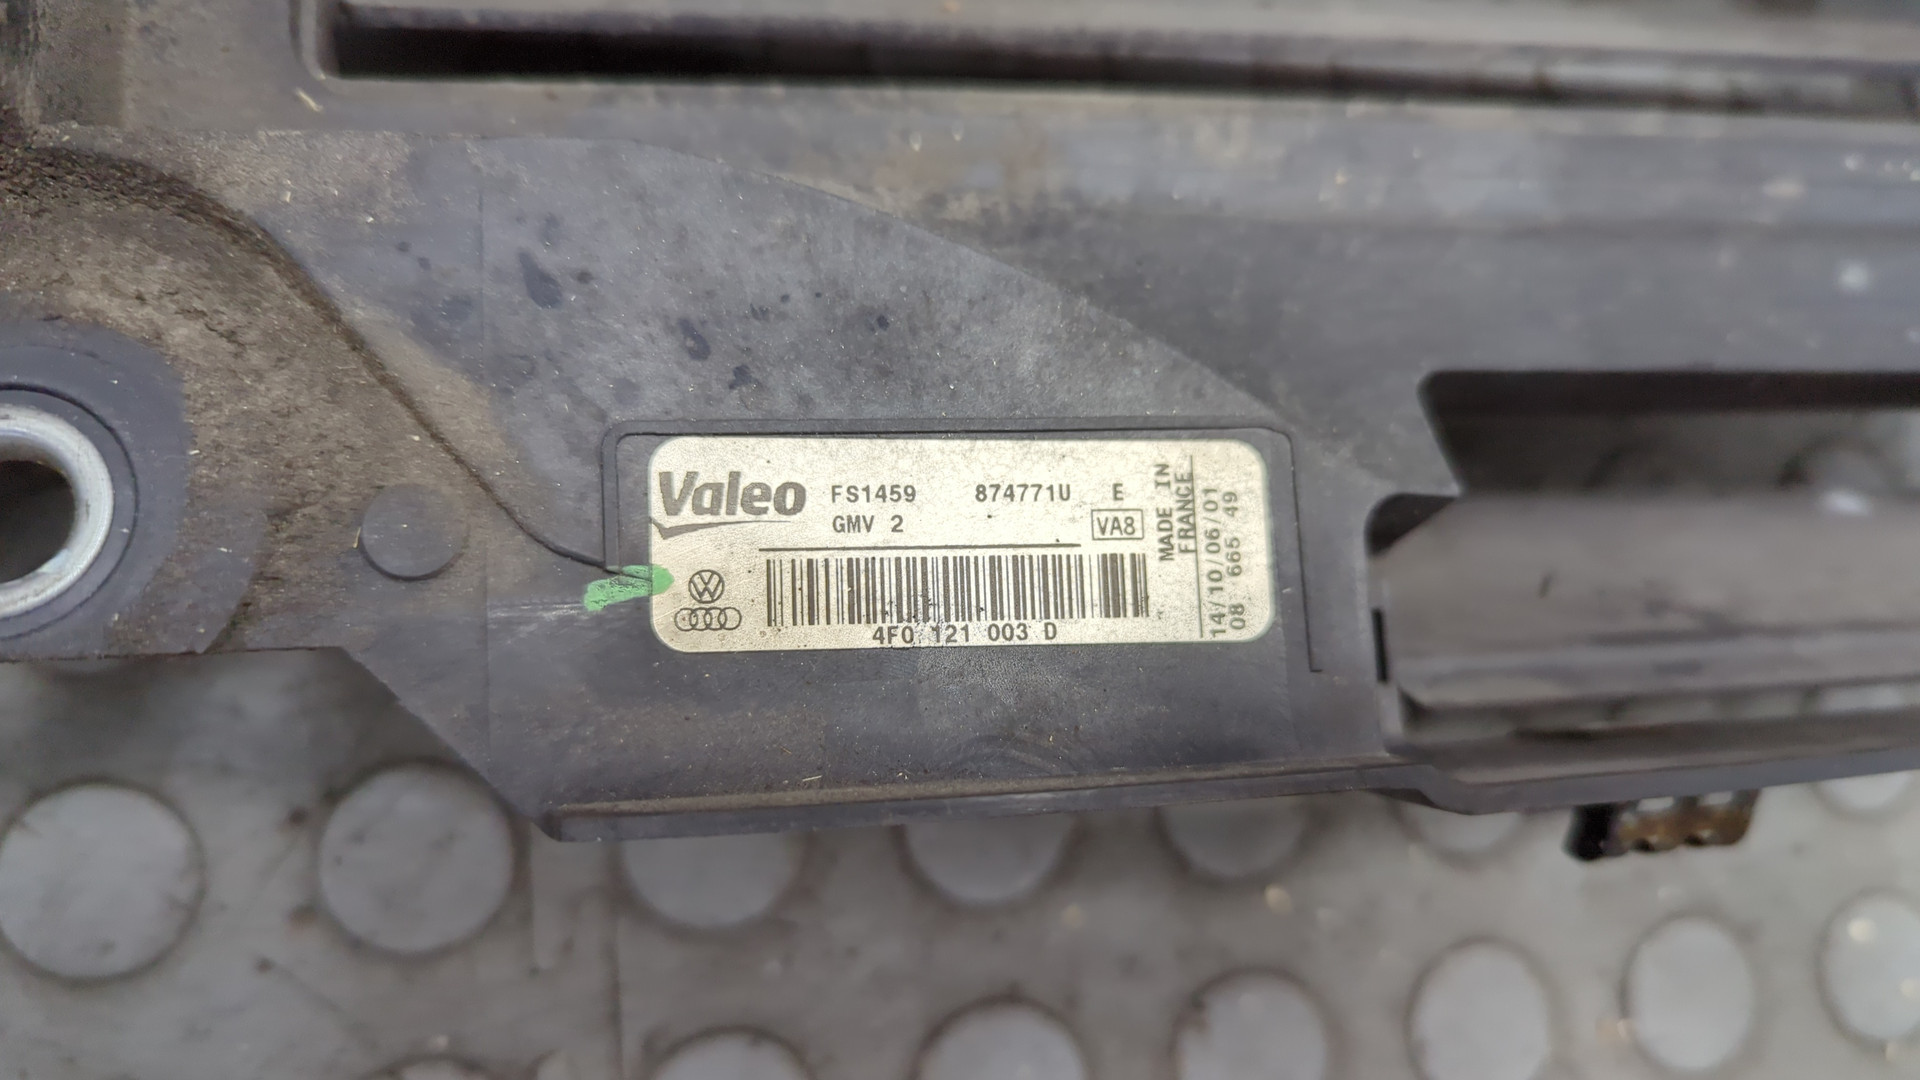 Valeo FS1459 874771U E
GMV 2 VA8
MADE IN
FRANCE
4F0 121 003 D
14/10/06/01
08 665 49